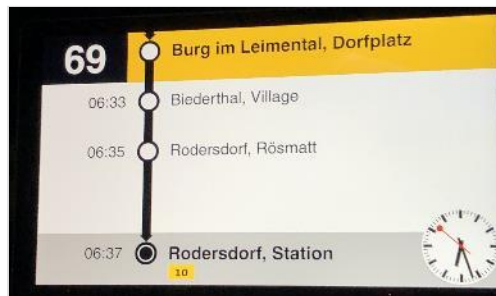 69 Burg im Leimental, Dorfplatz
06:33 Biederthal, Village
06:35 Rodersdorf, Rösmatt
06:37 Rodersdorf, Station
10